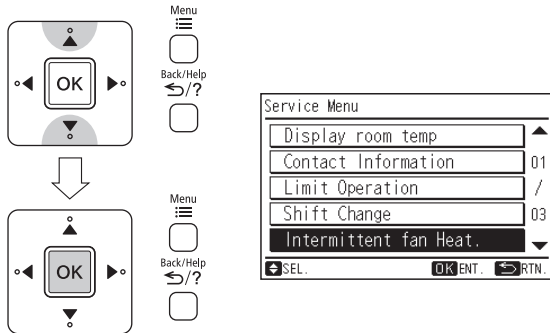 Menu
OK
Back/Help
/?
Menu
OK
Back/Help
/?
Service Menu
Display room temp
Contact Information 01
Limit Operation /
Shift Change 03
Intermittent fan Heat.
SEL. OK ENT. RTN.